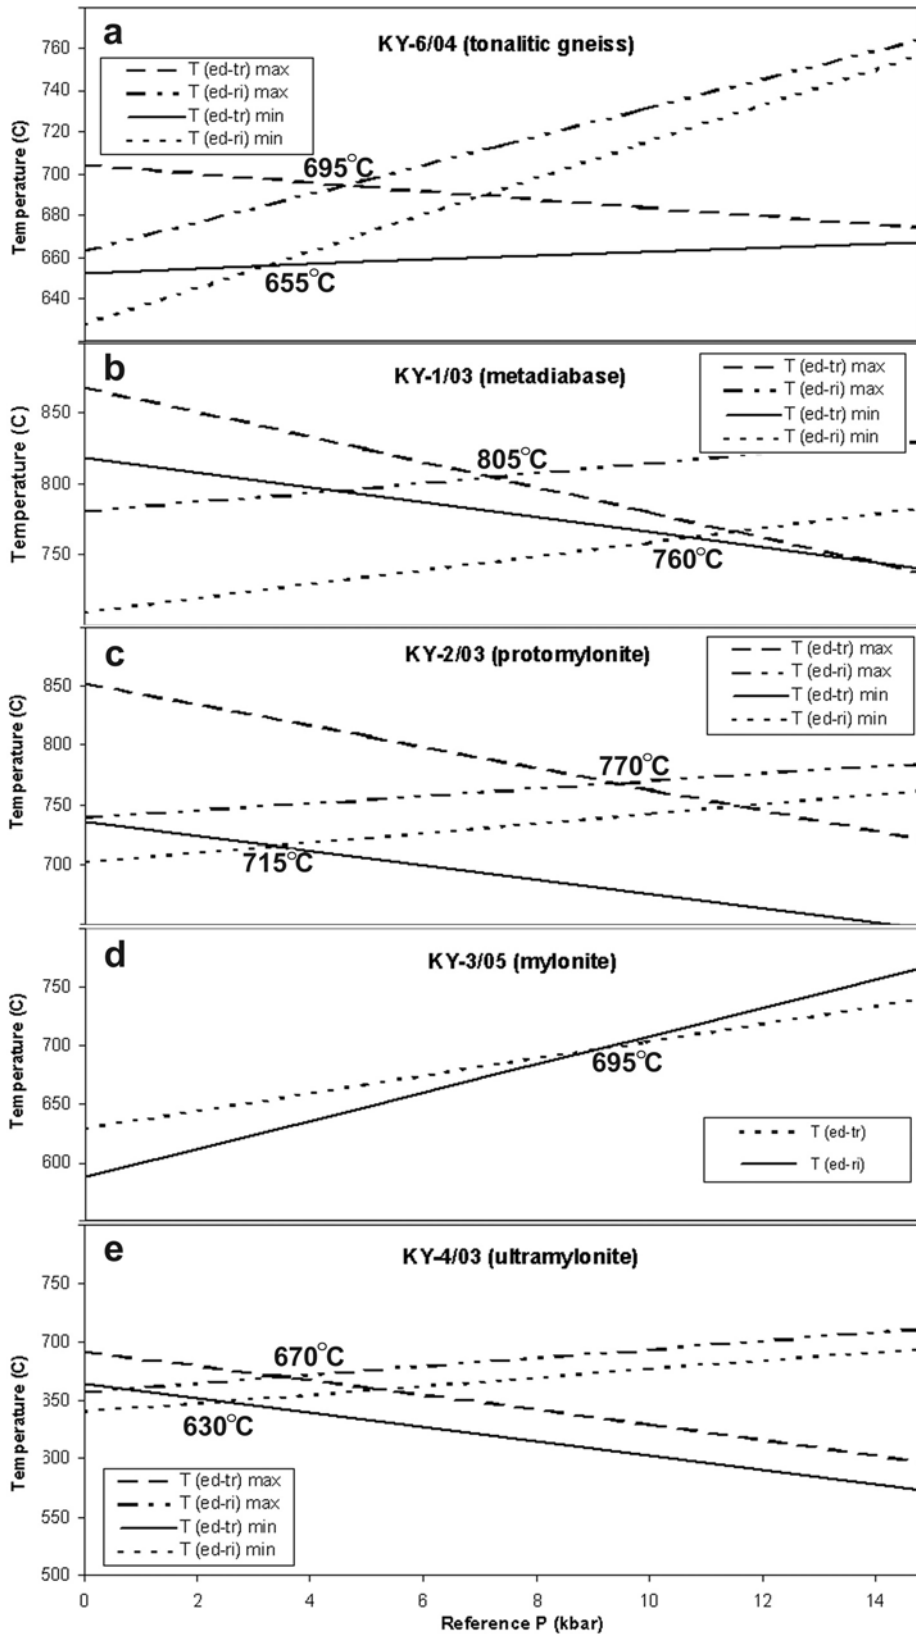 a
KY-6/04 (tonalitic gneiss)
T (ed-tr) max
T (ed-ri) max
T (ed-tr) min
T (ed-ri) min
Temperature (C)
760
740
720
700
680
660
640
695°C
655°C
b
KY-1/03 (metadiabase)
T (ed-tr) max
T (ed-ri) max
T (ed-tr) min
T (ed-ri) min
Temperature (C)
850
800
750
805°C
760°C
c
KY-2/03 (protomylonite)
T (ed-tr) max
T (ed-ri) max
T (ed-tr) min
T (ed-ri) min
Temperature (C)
850
800
750
700
770°C
715°C
d
KY-3/05 (mylonite)
Temperature (C)
750
700
650
600
695°C
T (ed-tr)
T (ed-ri)
e
KY-4/03 (ultramylonite)
Temperature (C)
750
700
650
600
550
500
670°C
630°C
T (ed-tr) max
T (ed-ri) max
T (ed-tr) min
T (ed-ri) min
0 2 4 6 8 10 12 14
Reference P (kbar)